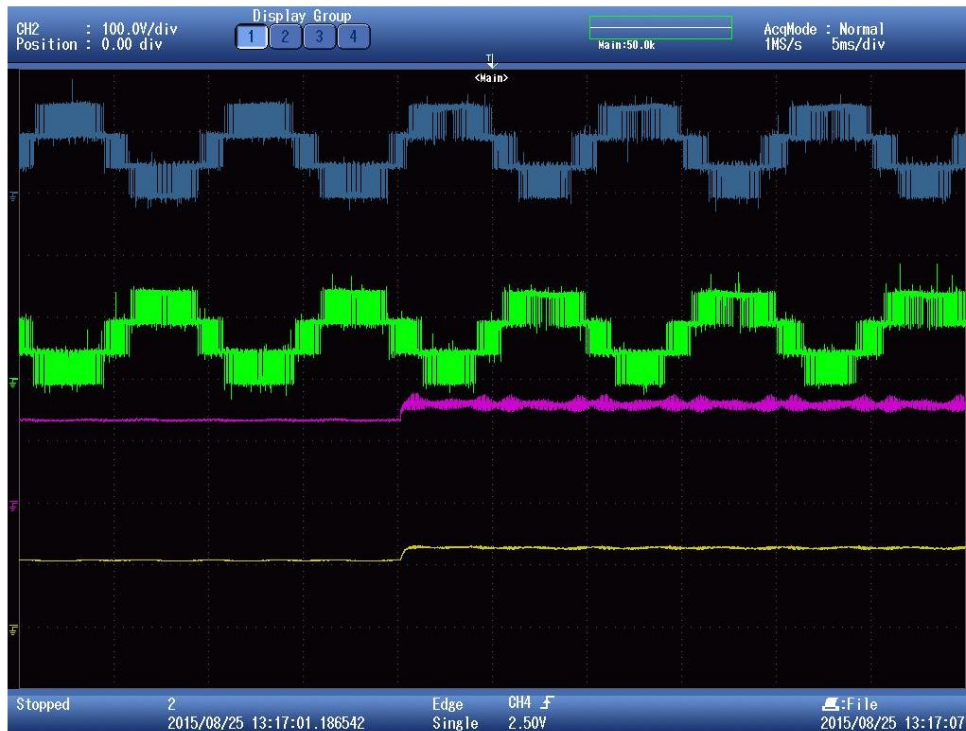 Display Group
CH2 : 100.0V/div
Position : 0.00 div
1 2 3 4
Main:50.0k
AcqMode : Normal
1MS/s 5ms/div
T
<Main>
Stopped 2 Edge CH4 Single 2.50V :File
2015/08/25 13:17:01.186542 2015/08/25 13:17:07